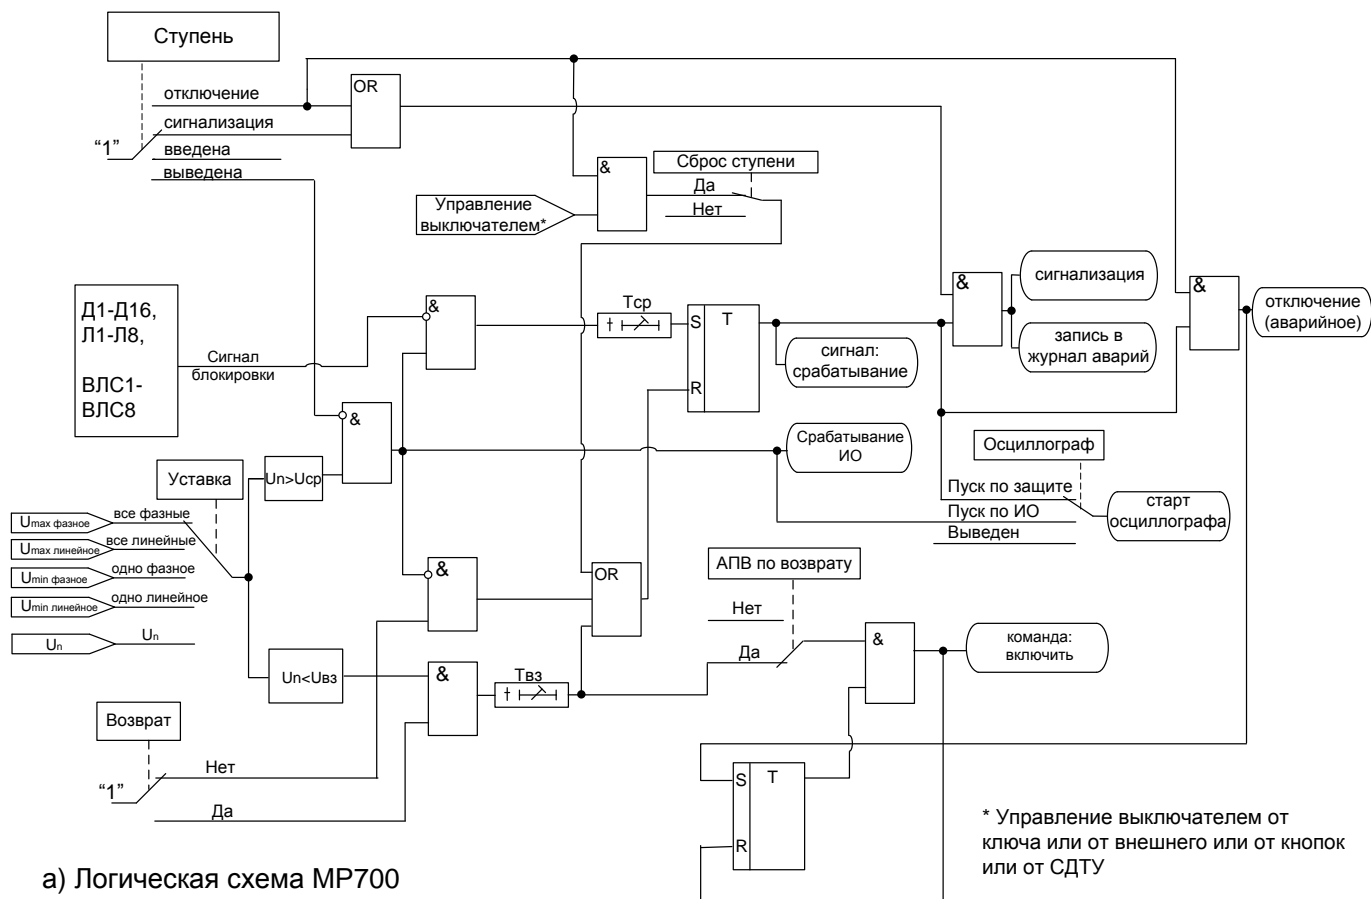 Ступень
отключение
сигнализация
введена
выведена
“1”
OR
&
Сброс ступени
Да
Нет
Управление
выключателем*
Д1-Д16,
Л1-Л8,
ВЛС1-
ВЛС8
Сигнал
блокировки
&
Тср
S
T
R
сигнал:
срабатывание
&
сигнализация
запись в
журнал аварий
&
отключение
(аварийное)
&
Срабатывание
ИО
Осциллограф
Пуск по защите
Пуск по ИО
Выведен
старт
осциллографа
Уставка
Un>Uср
Umax фазное
все фазные
Umax линейное
все линейные
Umin фазное
одно фазное
Umin линейное
одно линейное
Un
Un
&
OR
АПВ по возврату
Нет
Да
&
команда:
включить
Un<Uвз
&
Твз
Возврат
“1”
Нет
Да
S
T
R
* Управление выключателем от
ключа или от внешнего или от кнопок
или от СДТУ
а) Логическая схема МР700